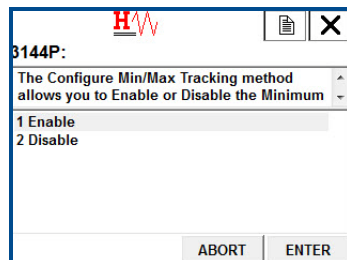 H
3144P:
The Configure Min/Max Tracking method
allows you to Enable or Disable the Minimum
1 Enable
2 Disable
ABORT ENTER